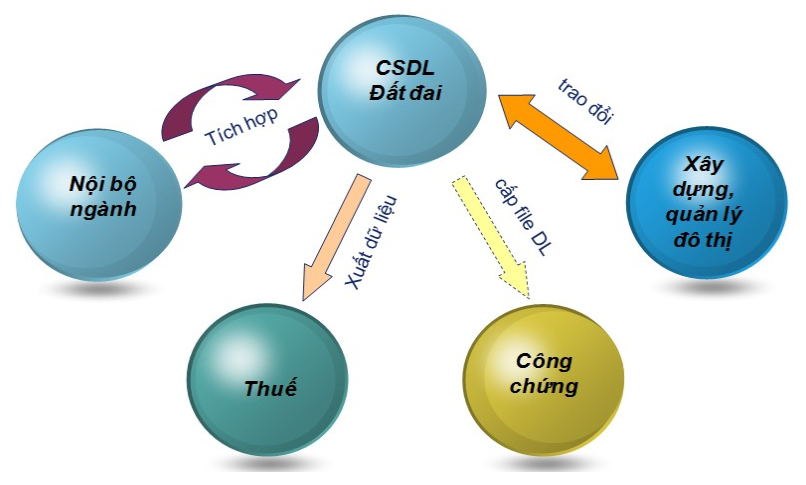 CSDL
Đất đai
Tích hợp
trao đổi
Nội bộ
ngành
Xây
dựng,
quản lý
đô thị
Xuất dữ liệu
cấp file DL
Thuế
Công
chứng